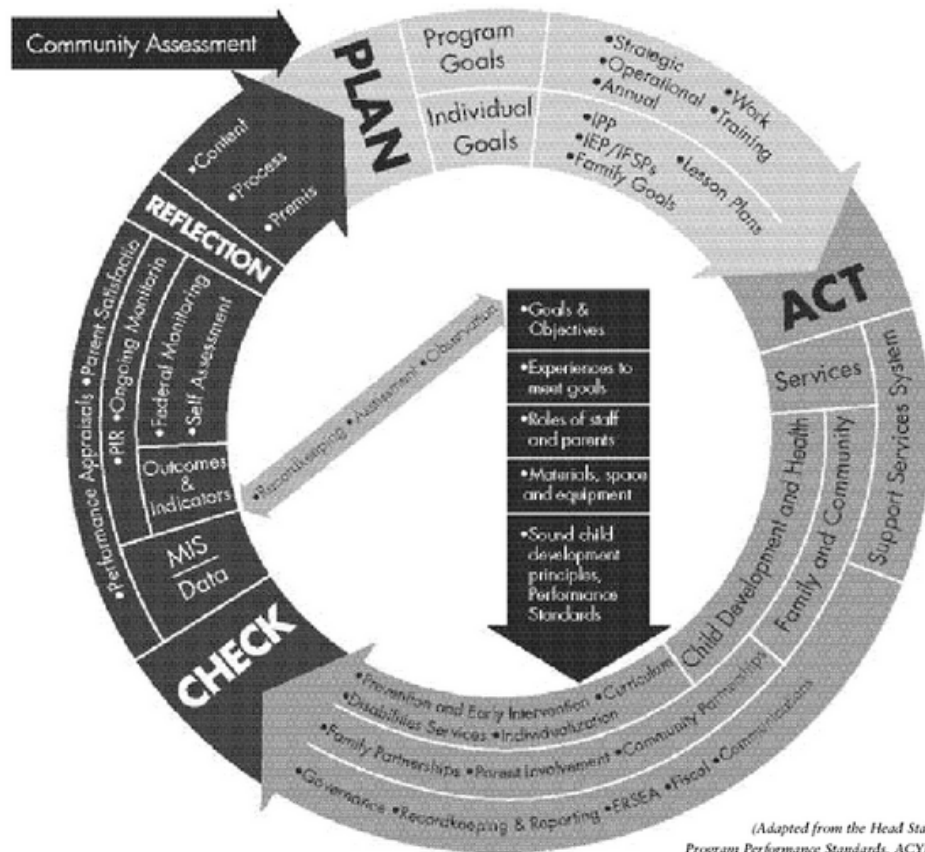 Community Assessment
PLAN
Program
Goals
Individual
Goals
•Strategic
•Operational
•Annual
•Work
•Training
•IPP
•IEP/IFSPs
•Family Goals
•Lesson Plans
ACT
Services
Support Services System
Child Development and Health
Family and Community
•Prevention and Early Intervention •Curriculum
•Disabilities Services •Individualization
•Family Partnerships •Parent Involvement •Community Partnerships
•Governance •Recordkeeping & Reporting •ERSEA •Fiscal •Communications
CHECK
MIS
Data
Outcomes
&
Indicators
•Federal Monitoring
•Self Assessment
•PIR •Ongoing Monitorin
•Performance Appraisals •Parent Satisfactio
REFLECTION
•Content
•Process
•Premis
•Recordkeeping •Assessment •Observation
•Goals &
Objectives
•Experiences to
meet goals
•Roles of staff
and parents
•Materials, space
and equipment
•Sound child
development
principles,
Performance
Standards
(Adapted from the Head Sta
Program Performance Standards, ACY